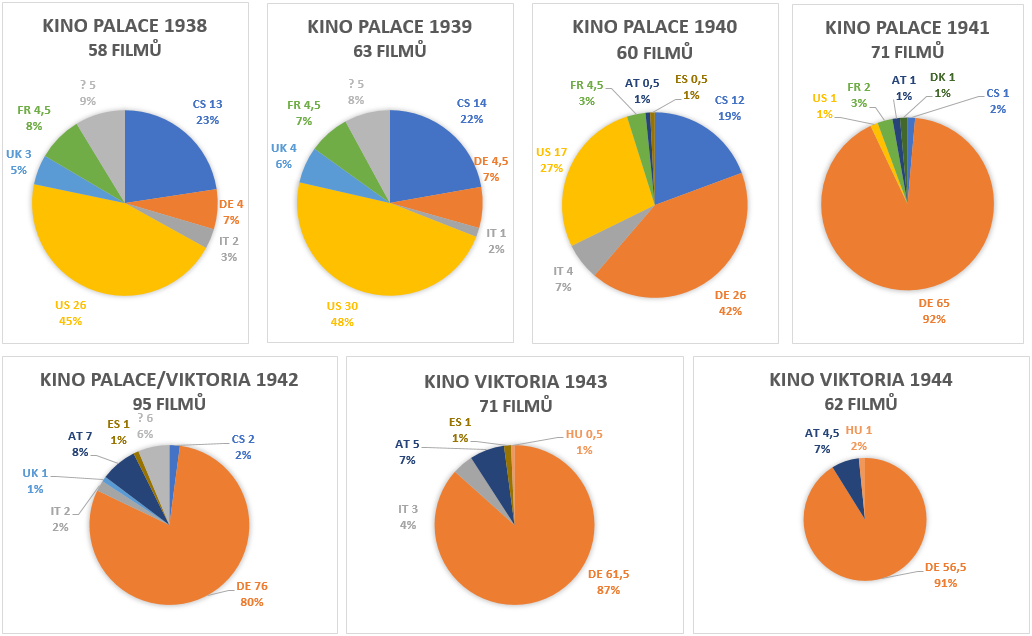 KINO PALACE 1938
58 FILMŮ
? 5
9%
CS 13
23%
FR 4,5
8%
UK 3
5%
DE 4
7%
IT 2
3%
US 26
45%
KINO PALACE 1939
63 FILMŮ
? 5
8%
CS 14
22%
FR 4,5
7%
UK 4
6%
DE 4,5
7%
IT 1
2%
US 30
48%
KINO PALACE 1940
60 FILMŮ
FR 4,5
3%
AT 0,5
1%
ES 0,5
1%
CS 12
19%
US 17
27%
IT 4
7%
DE 26
42%
KINO PALACE 1941
71 FILMŮ
US 1
1%
FR 2
3%
AT 1
1%
DK 1
1%
CS 1
2%
DE 65
92%
KINO PALACE/VIKTORIA 1942
95 FILMŮ
AT 7
8%
ES 1
1%
? 6
6%
CS 2
2%
UK 1
1%
IT 2
2%
DE 76
80%
KINO VIKTORIA 1943
71 FILMŮ
AT 5
7%
ES 1
1%
HU 0,5
1%
IT 3
4%
DE 61,5
87%
KINO VIKTORIA 1944
62 FILMŮ
AT 4,5
7%
HU 1
2%
DE 56,5
91%